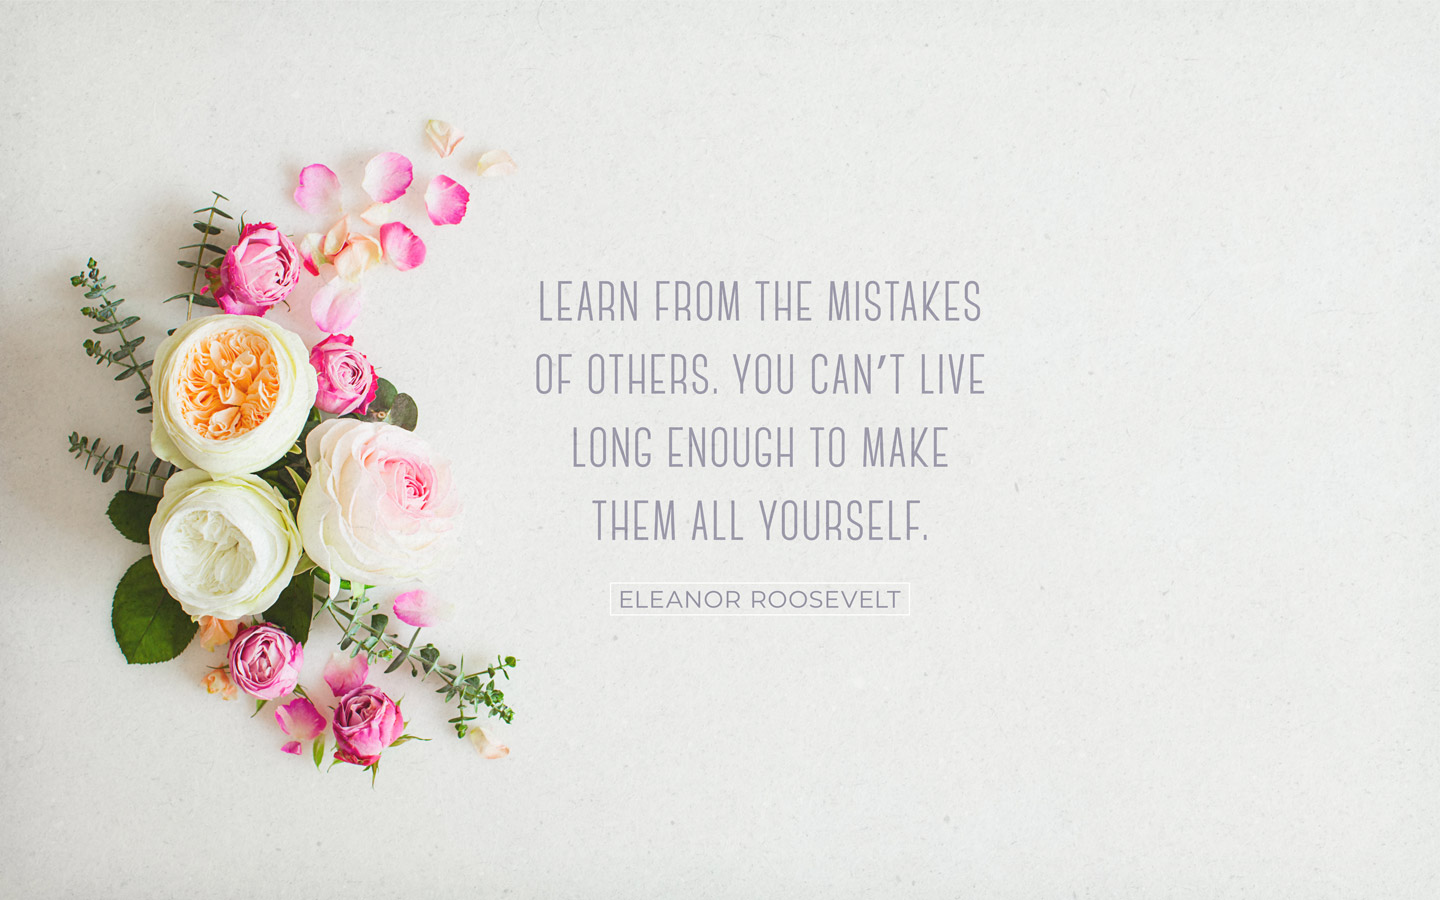 LEARN FROM THE MISTAKES
OF OTHERS. YOU CAN'T LIVE
LONG ENOUGH TO MAKE
THEM ALL YOURSELF.
ELEANOR ROOSEVELT